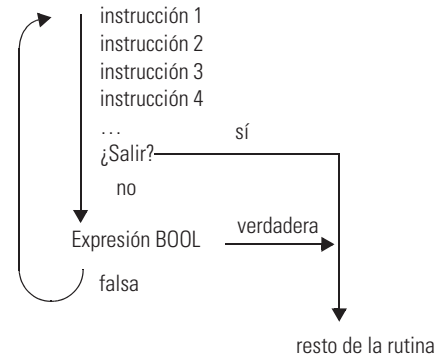 instrucción 1
instrucción 2
instrucción 3
instrucción 4
...
¿Salir?
sí
no
Expresión BOOL
verdadera
falsa
resto de la rutina